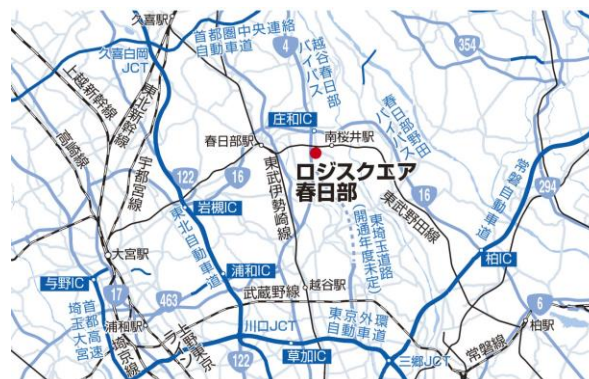 久喜駅
久喜白岡
JCT
首都圏中央連絡
自動車道
4
越谷春日部
バイパス
354
上越新幹線
東北新幹線
宇都宮線
高崎線
庄和IC
春日部野田
バイパス
春日部駅
南桜井駅
ロジスクエア
春日部
122
16
東武伊勢崎線
16
東武野田線
常磐自動車道
294
岩槻IC
東北自動車道
大宮駅
東埼玉道路
(開通年度未定)
柏IC
浦和IC
与野IC
17
463
武蔵野線
越谷駅
首都高速
埼玉大宮
浦和駅
埼京線
上野東京
ライン
川口JCT
東京外環
自動車道
6
柏駅
122
草加IC
三郷JCT
常磐線